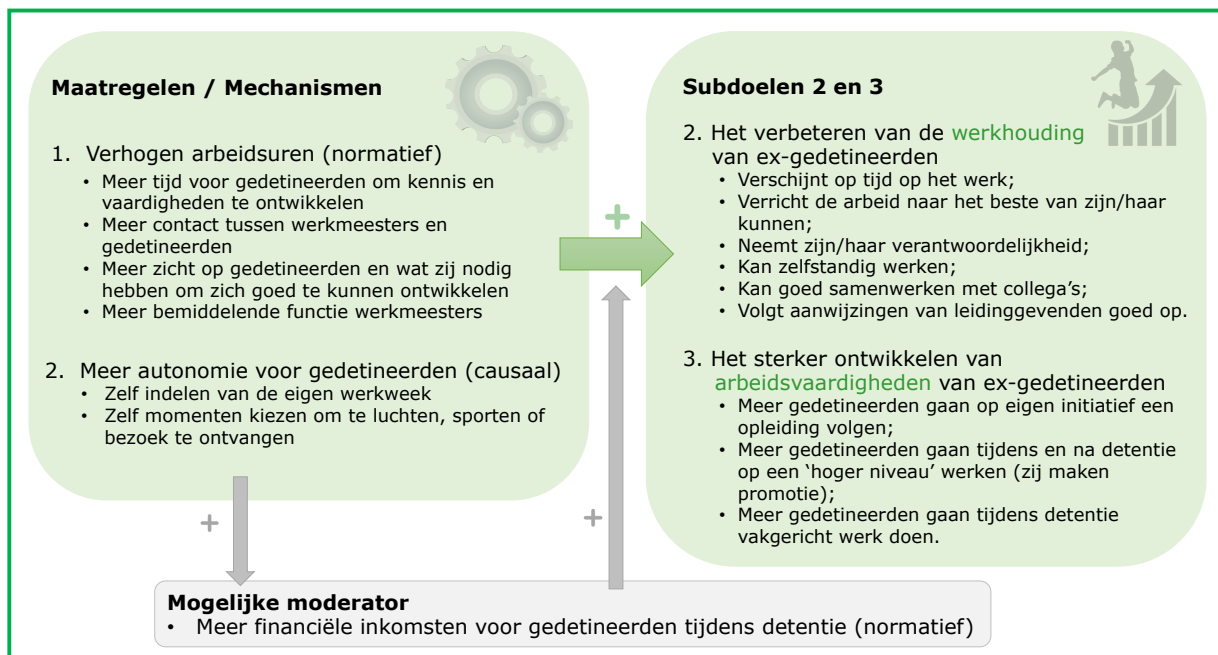 Maatregelen / Mechanismen
1. Verhogen arbeidsuren (normatief)
• Meer tijd voor gedetineerden om kennis en
vaardigheden te ontwikkelen
• Meer contact tussen werkmeesters en
gedetineerden
• Meer zicht op gedetineerden en wat zij nodig
hebben om zich goed te kunnen ontwikkelen
• Meer bemiddelende functie werkmeesters
2. Meer autonomie voor gedetineerden (causaal)
• Zelf indelen van de eigen werkweek
• Zelf momenten kiezen om te luchten, sporten of
bezoek te ontvangen
+
+
+
Subdoelen 2 en 3
2. Het verbeteren van de werkhouding
van ex-gedetineerden
• Verschijnt op tijd op het werk;
• Verricht de arbeid naar het beste van zijn/haar
kunnen;
• Neemt zijn/haar verantwoordelijkheid;
• Kan zelfstandig werken;
• Kan goed samenwerken met collega’s;
• Volgt aanwijzingen van leidinggevenden goed op.
3. Het sterker ontwikkelen van
arbeidsvaardigheden van ex-gedetineerden
• Meer gedetineerden gaan op eigen initiatief een
opleiding volgen;
• Meer gedetineerden gaan tijdens en na detentie
op een ‘hoger niveau’ werken (zij maken
promotie);
• Meer gedetineerden gaan tijdens detentie
vakgericht werk doen.
Mogelijke moderator
• Meer financiële inkomsten voor gedetineerden tijdens detentie (normatief)